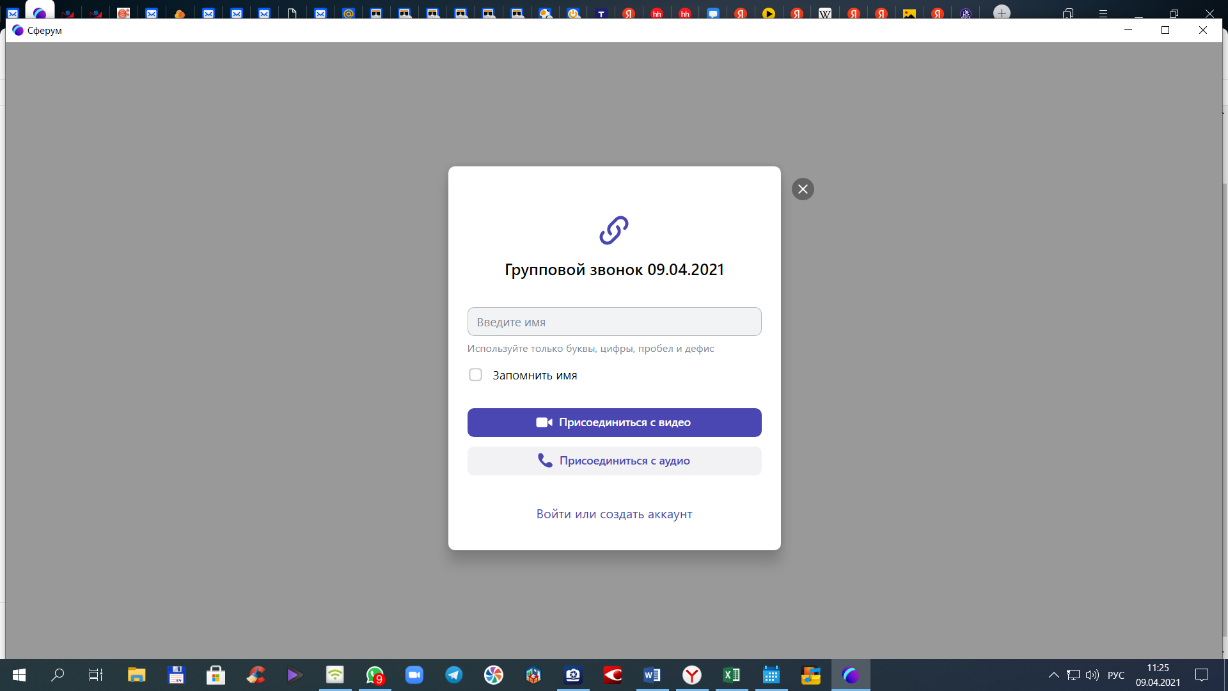 Сферум
Групповой звонок 09.04.2021
Введите имя
Используйте только буквы, цифры, пробел и дефис
Запомнить имя
Присоединиться с видео
Присоединиться с аудио
Войти или создать аккаунт
9
РУС
11:25
09.04.2021